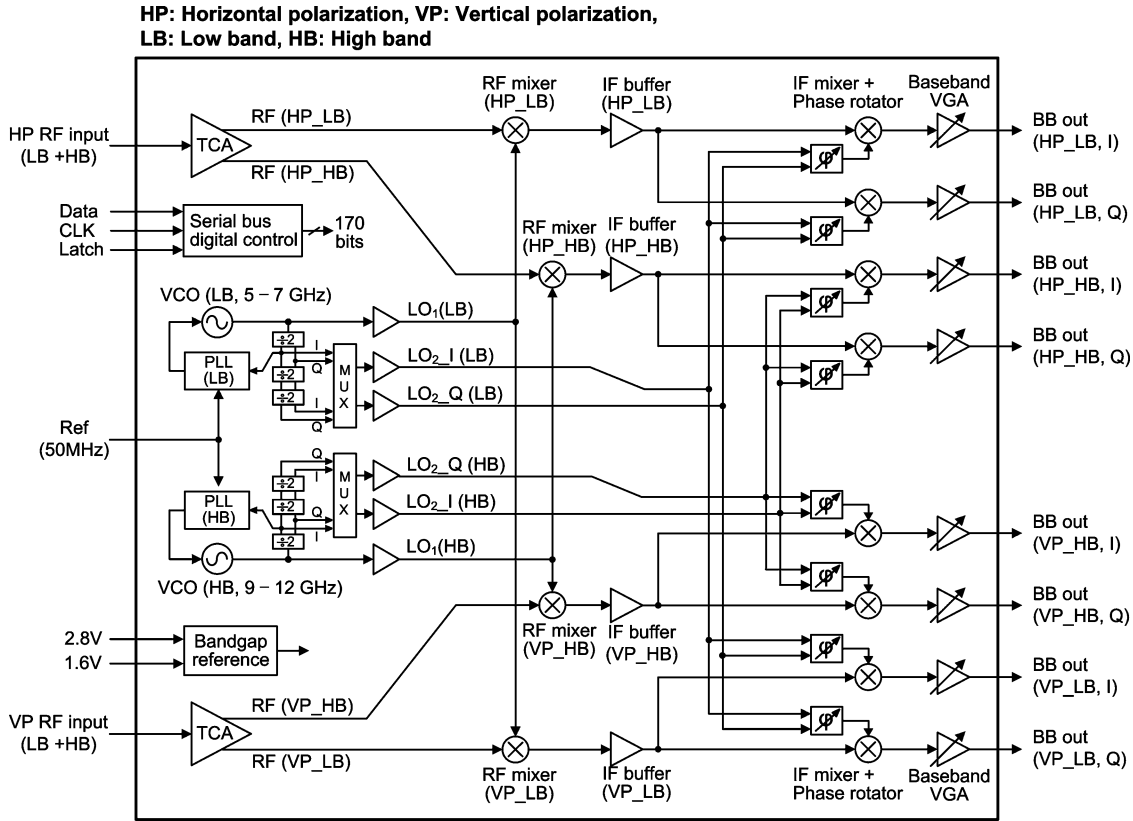 HP: Horizontal polarization, VP: Vertical polarization,
LB: Low band, HB: High band
RF mixer
(HP_LB)
IF buffer
(HP_LB)
IF mixer +
Phase rotator
Baseband
VGA
HP RF input
(LB +HB)
TCA
RF (HP_LB)
RF (HP_HB)
BB out
(HP_LB, I)
φ
BB out
(HP_LB, Q)
φ
Data
CLK
Latch
Serial bus
digital control
170
bits
RF mixer
(HP_HB)
IF buffer
(HP_HB)
BB out
(HP_HB, I)
φ
BB out
(HP_HB, Q)
φ
VCO (LB, 5 – 7 GHz)
LO1(LB)
PLL
(LB)
÷2
÷2
÷2
I
Q
I
Q
MUX
LO2_I (LB)
LO2_Q (LB)
Ref
(50MHz)
PLL
(HB)
Q
I
Q
I
÷2
÷2
÷2
MUX
LO2_Q (HB)
LO2_I (HB)
LO1(HB)
VCO (HB, 9 – 12 GHz)
φ
BB out
(VP_HB, I)
φ
BB out
(VP_HB, Q)
RF mixer
(VP_HB)
IF buffer
(VP_HB)
2.8V
1.6V
Bandgap
reference
φ
BB out
(VP_LB, I)
φ
BB out
(VP_LB, Q)
VP RF input
(LB +HB)
TCA
RF (VP_HB)
RF (VP_LB)
RF mixer
(VP_LB)
IF buffer
(VP_LB)
IF mixer +
Phase rotator
Baseband
VGA